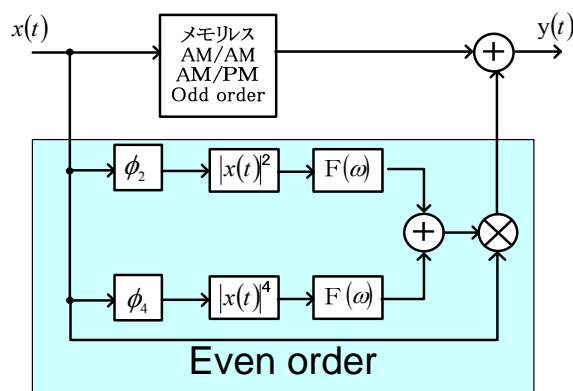 x(t)
メモリレス
AM/AM
AM/PM
Odd order
+
y(t)
ϕ₂
|x(t)|²
F(ω)
+
ϕ₄
|x(t)|⁴
F(ω)
Even order